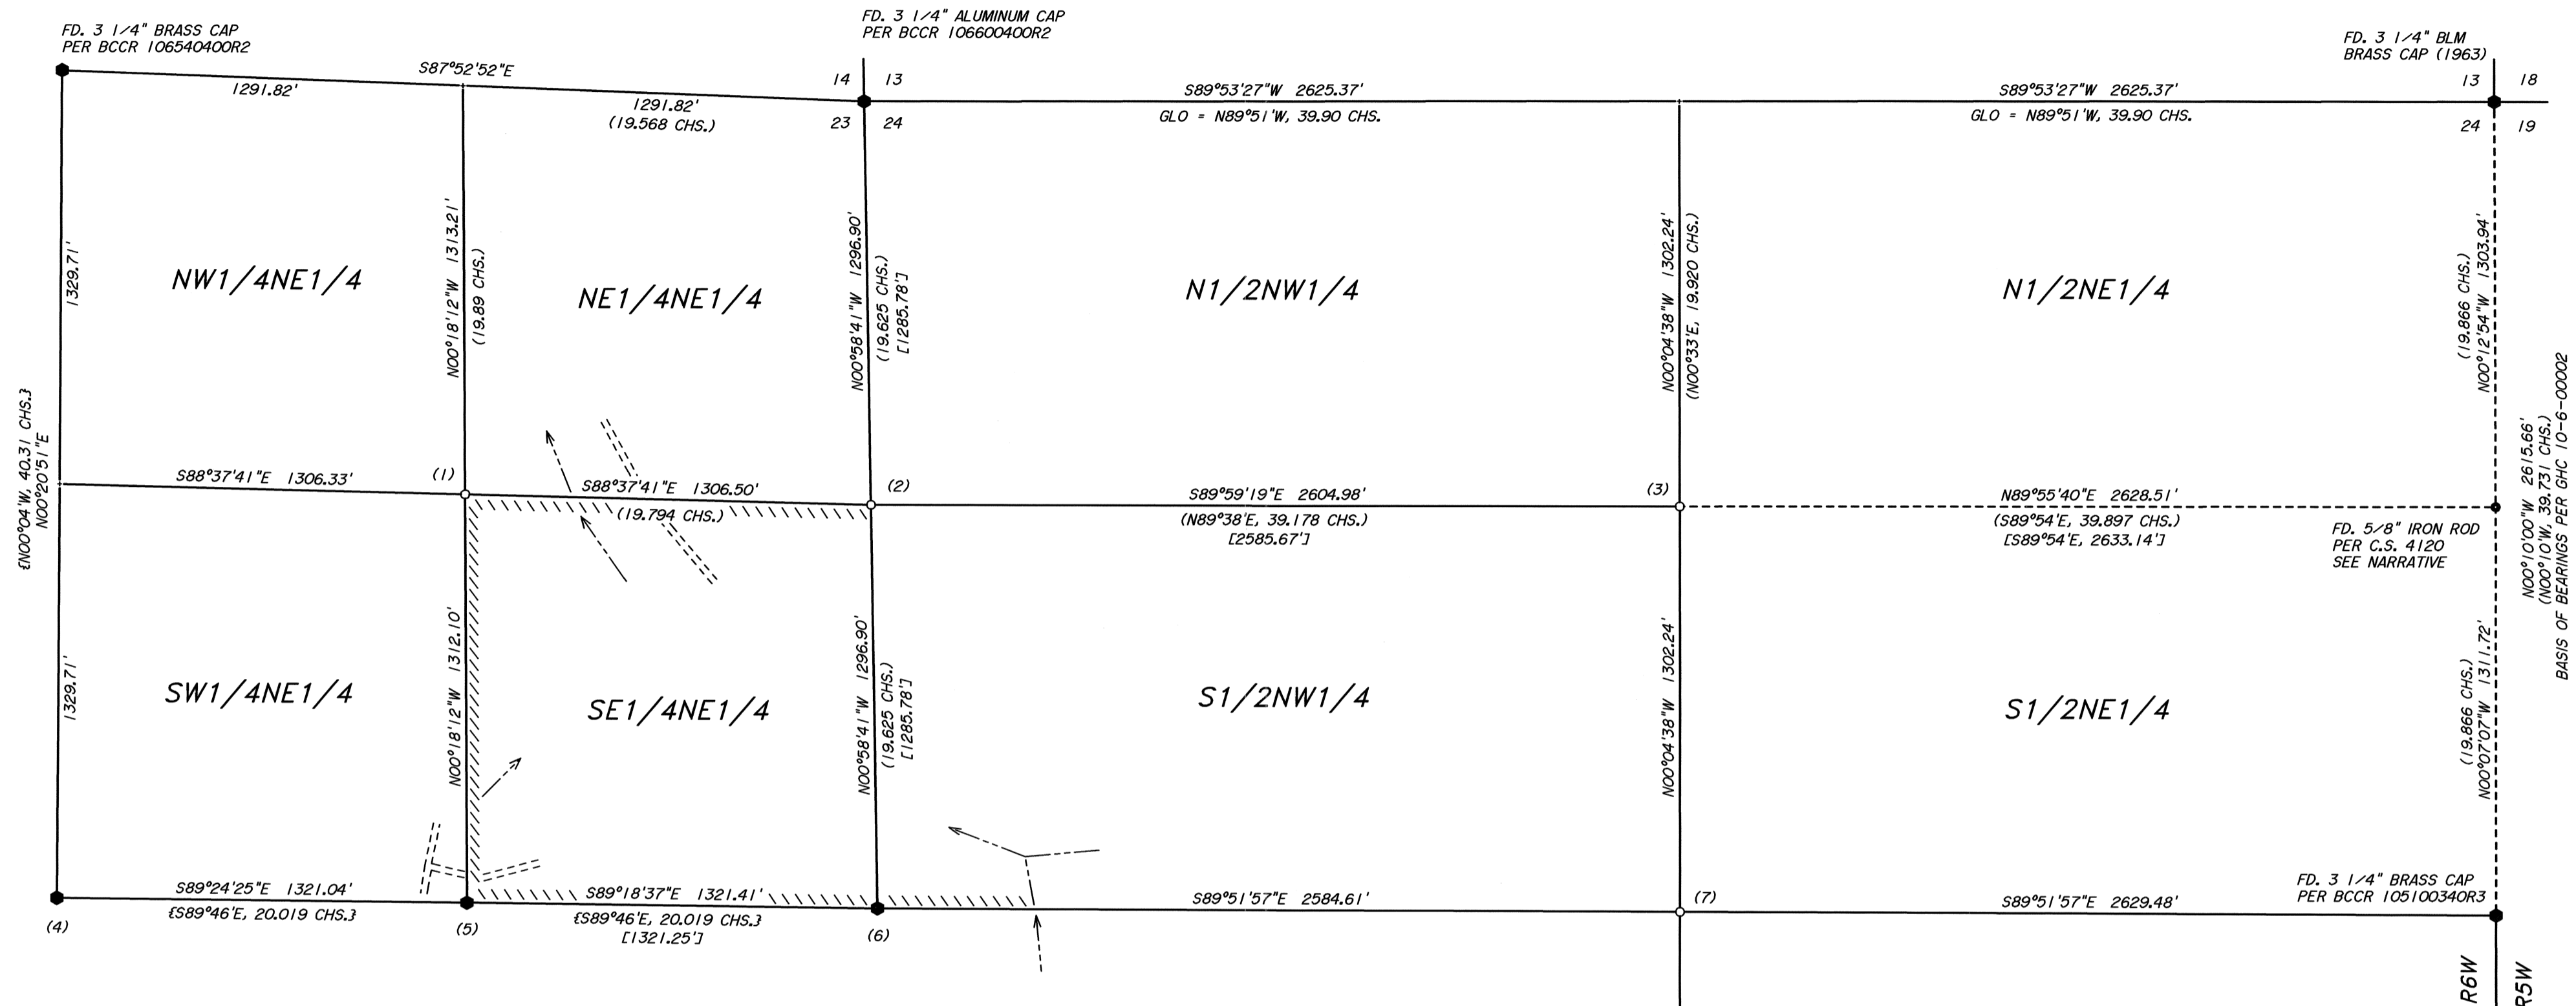 FD. 3 1/4" BRASS CAP
PER BCCR 106540400R2
FD. 3 1/4" ALUMINUM CAP
PER BCCR 106600400R2
FD. 3 1/4" BLM
BRASS CAP (1963)
S87°52'52"E
1291.82'
1291.82'
(19.568 CHS.)
14 13
23 24
S89°53'27"W 2625.37'
GLO = N89°51'W, 39.90 CHS.
S89°53'27"W 2625.37'
GLO = N89°51'W, 39.90 CHS.
13 18
24 19
1329.71'
NW1/4NE1/4
N00°18'12"W 1313.21'
(19.89 CHS.)
NE1/4NE1/4
N00°58'41"W 1296.90'
(19.625 CHS.)
[1285.78']
N1/2NW1/4
N00°04'38"W 1302.24'
(N00°33'E, 19.920 CHS.)
N1/2NE1/4
(19.866 CHS.)
N00°12'54"W 1303.94'
{N00°04'W, 40.31 CHS.}
N00°20'51"E
S88°37'41"E 1306.33'
(1)
S88°37'41"E 1306.50'
(19.794 CHS.)
(2)
S89°59'19"E 2604.98'
(N89°38'E, 39.178 CHS.)
[2585.67']
(3)
N89°55'40"E 2628.51'
(S89°54'E, 39.897 CHS.)
[S89°54'E, 2633.14']
FD. 5/8" IRON ROD
PER C.S. 4120
SEE NARRATIVE
N00°10'00"W 2615.66'
(N00°10'W, 39.731 CHS.)
BASIS OF BEARINGS PER GHC 10-6-00002
1329.71'
SW1/4NE1/4
N00°18'12"W 1312.10'
SE1/4NE1/4
N00°58'41"W 1296.90'
(19.625 CHS.)
[1285.78']
S1/2NW1/4
N00°04'38"W 1302.24'
S1/2NE1/4
(19.866 CHS.)
N00°07'07"W 1311.72'
S89°24'25"E 1321.04'
{S89°46'E, 20.019 CHS.}
(4)
(5)
S89°18'37"E 1321.41'
{S89°46'E, 20.019 CHS.}
[1321.25']
(6)
S89°51'57"E 2584.61'
(7)
S89°51'57"E 2629.48'
FD. 3 1/4" BRASS CAP
PER BCCR 105100340R3
R6W
R5W